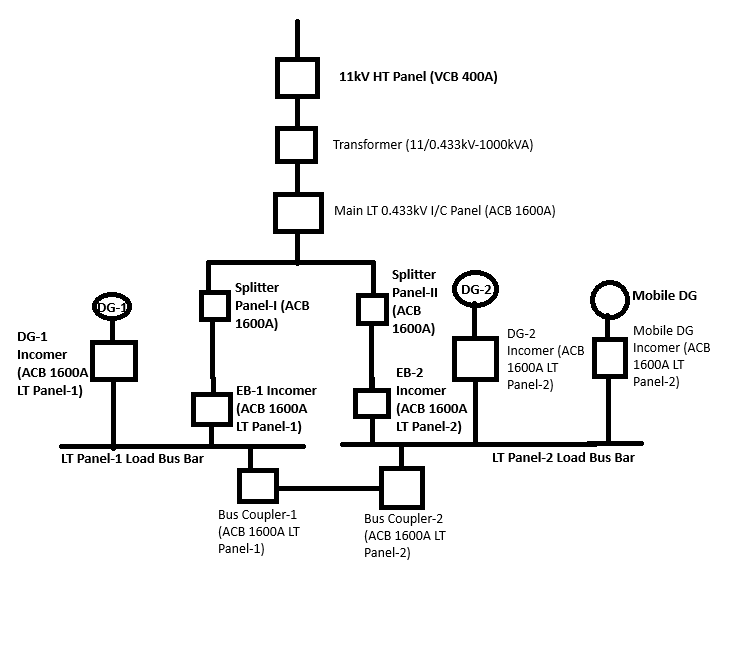 11kV HT Panel (VCB 400A)
Transformer (11/0.433kV-1000kVA)
Main LT 0.433kV I/C Panel (ACB 1600A)
Splitter
Panel-I (ACB
1600A)
Splitter
Panel-II
(ACB
1600A)
DG-1
DG-2
Mobile DG
DG-1
Incomer
(ACB 1600A
LT Panel-1)
EB-1 Incomer
(ACB 1600A
LT Panel-1)
EB-2
Incomer
(ACB 1600A
LT Panel-2)
DG-2
Incomer (ACB
1600A LT
Panel-2)
Mobile DG
Incomer (ACB
1600A LT
Panel-2)
LT Panel-1 Load Bus Bar
LT Panel-2 Load Bus Bar
Bus Coupler-1
(ACB 1600A LT
Panel-1)
Bus Coupler-2
(ACB 1600A LT
Panel-2)